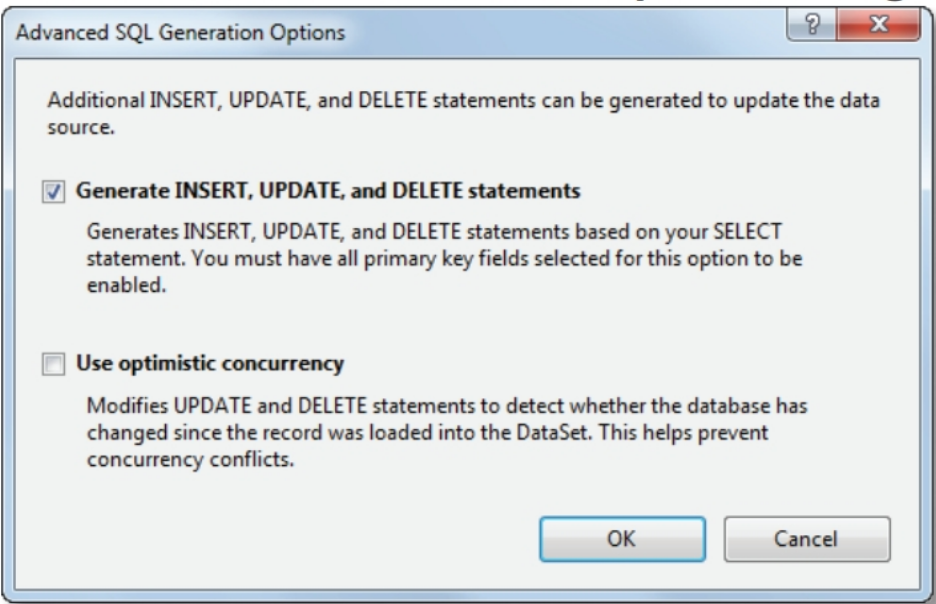 Advanced SQL Generation Options
Additional INSERT, UPDATE, and DELETE statements can be generated to update the data
source.
Generate INSERT, UPDATE, and DELETE statements
Generates INSERT, UPDATE, and DELETE statements based on your SELECT
statement. You must have all primary key fields selected for this option to be
enabled.
Use optimistic concurrency
Modifies UPDATE and DELETE statements to detect whether the database has
changed since the record was loaded into the DataSet. This helps prevent
concurrency conflicts.
OK
Cancel